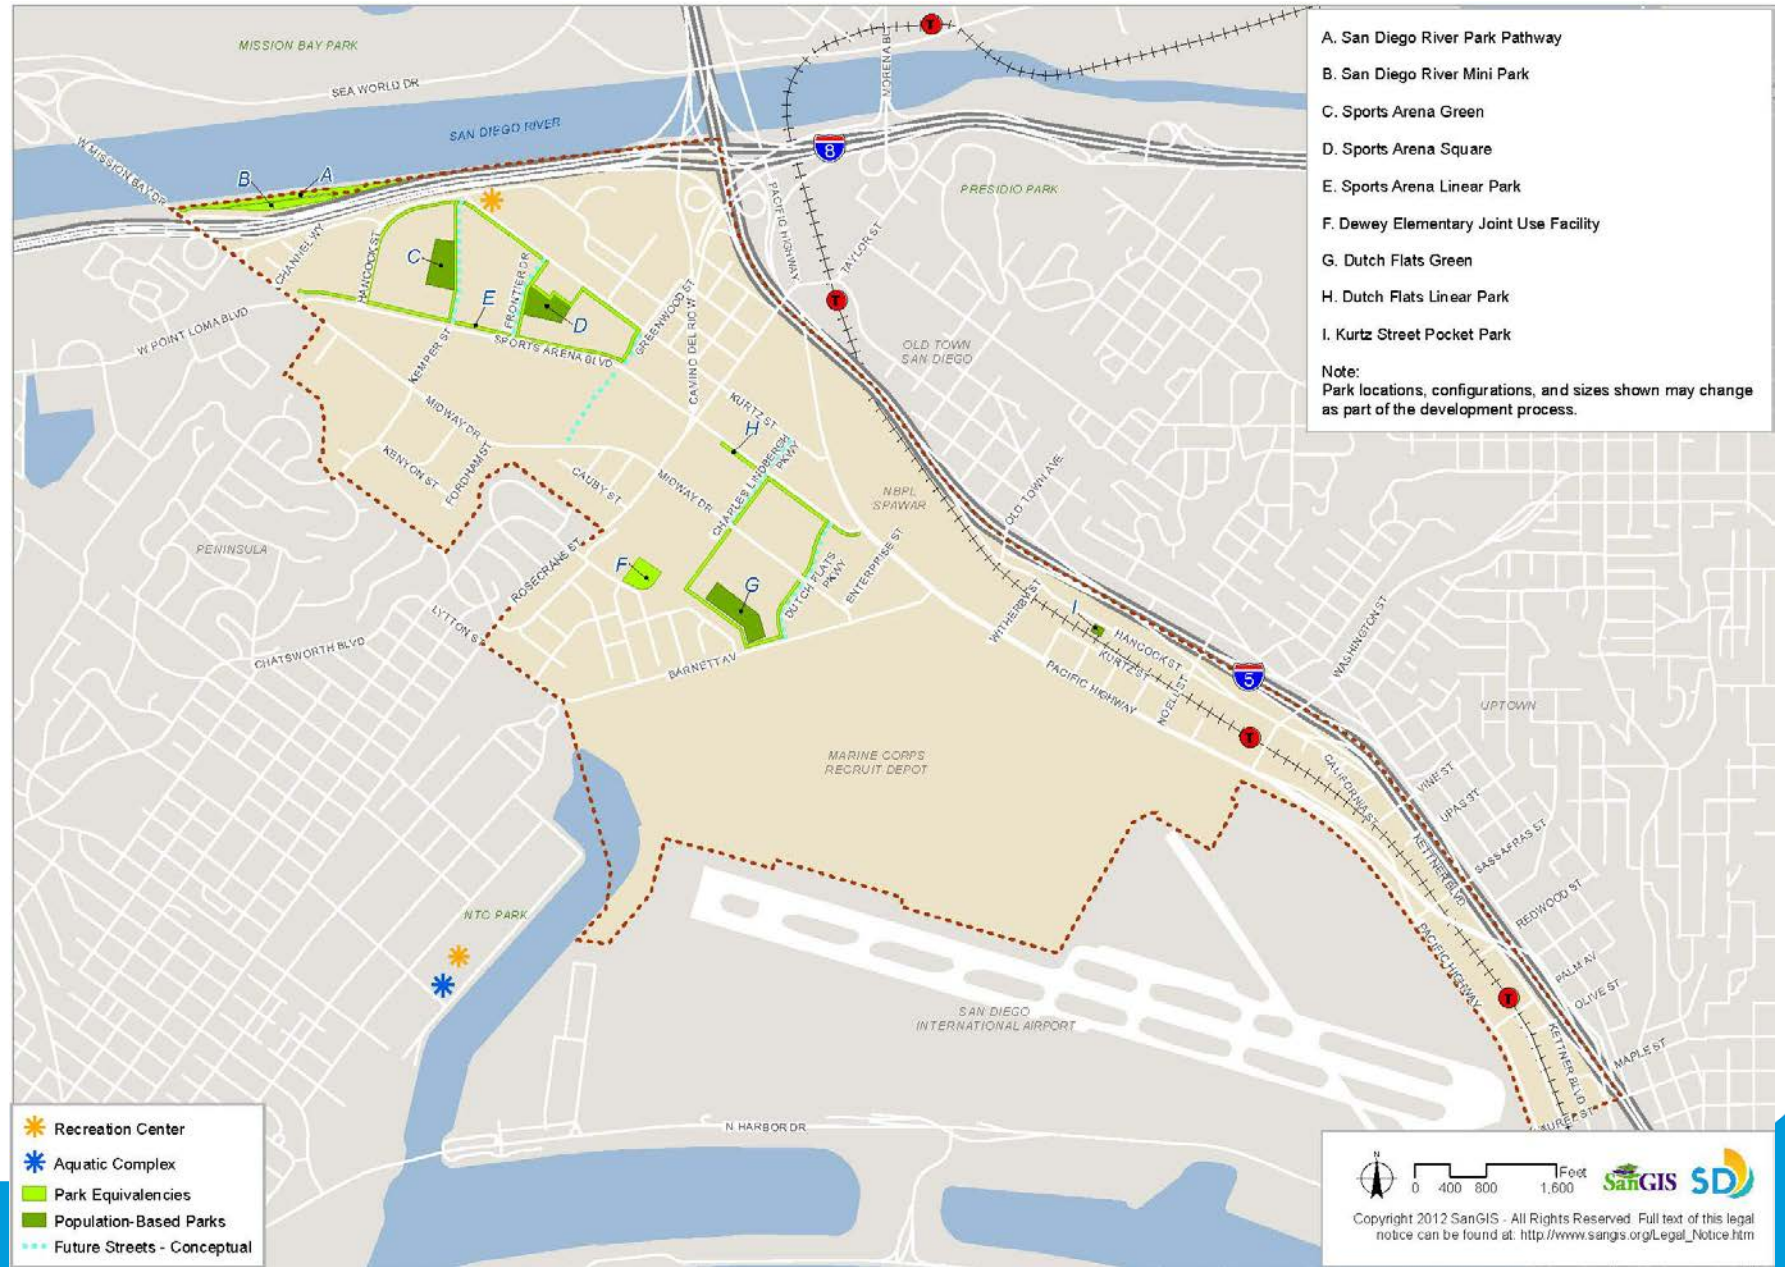 MISSION BAY PARK
SEA WORLD DR
SAN DIEGO RIVER
W MISSION BAY DR
MORENA BL
T
8
B
A
PACIFIC HIGHWAY
TAYLOR ST
PRESIDIO PARK
CHANNEL WY
HANCOCK ST
C
E
FRONTIER DR
D
GREENWOOD ST
CAMINO DEL RIO W
T
W POINT LOMA BLVD
SPORTS ARENA BLVD
KEMPER ST
OLD TOWN
SAN DIEGO
MIDWAY DR
KURTZ ST
H
KENYON ST
FORDHAM ST
CAUBY ST
MIDWAY DR
CHARLES LINDBERGH
PKWY
NBPL
SPAWAR
OLD TOWN AVE
PENINSULA
ROSECRANS ST
F
G
DUTCH FLATS
PKWY
ENTERPRISE ST
LYTTON ST
CHATSWORTH BLVD
BARNETT AV
WITHERBY ST
I
HANCOCK ST
KURTZ ST
PACIFIC HIGHWAY
NOELL ST
5
WASHINGTON ST
UPTOWN
T
MARINE CORPS
RECRUIT DEPOT
CALIFORNIA ST
VINE ST
UPAS ST
SASSAFRAS ST
KETTNER BLVD
REDWOOD ST
NTC PARK
PACIFIC HIGHWAY
PALM AV
OLIVE ST
T
SAN DIEGO
INTERNATIONAL AIRPORT
KETTNER BLVD
MAPLE ST
LAUREL ST
N HARBOR DR
A. San Diego River Park Pathway
B. San Diego River Mini Park
C. Sports Arena Green
D. Sports Arena Square
E. Sports Arena Linear Park
F. Dewey Elementary Joint Use Facility
G. Dutch Flats Green
H. Dutch Flats Linear Park
I. Kurtz Street Pocket Park
Note:
Park locations, configurations, and sizes shown may change
as part of the development process.
Recreation Center
Aquatic Complex
Park Equivalencies
Population-Based Parks
Future Streets - Conceptual
N
Feet
0 400 800 1,600
SanGIS
SD
Copyright 2012 SanGIS - All Rights Reserved. Full text of this legal
notice can be found at: http://www.sangis.org/Legal_Notice.htm